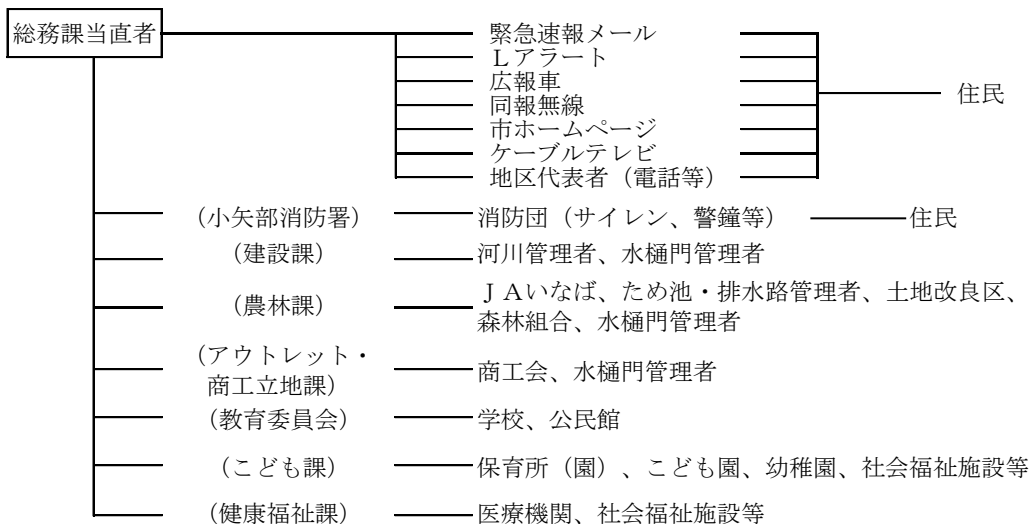 総務課当直者
緊急速報メール
Ｌアラート
広報車
同報無線
市ホームページ
ケーブルテレビ
地区代表者（電話等）
住民
（小矢部消防署） 消防団（サイレン、警鐘等） 住民
（建設課） 河川管理者、水樋門管理者
（農林課） ＪＡいなば、ため池・排水路管理者、土地改良区、
森林組合、水樋門管理者
（アウトレット・
商工立地課） 商工会、水樋門管理者
（教育委員会） 学校、公民館
（こども課） 保育所（園）、こども園、幼稚園、社会福祉施設等
（健康福祉課） 医療機関、社会福祉施設等